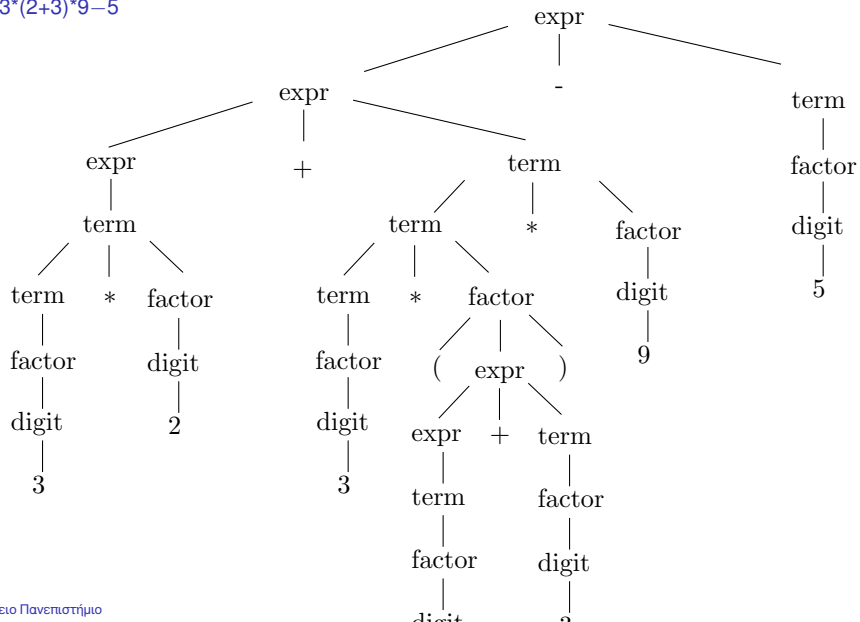 3*(2+3)*9−5
expr
expr - term
expr + term factor
term term * factor digit
term * factor term * factor digit 5
factor digit factor ( expr ) 9
digit 2 digit expr + term
3 3 term factor
factor digit
digit
Πανεπιστήμιο